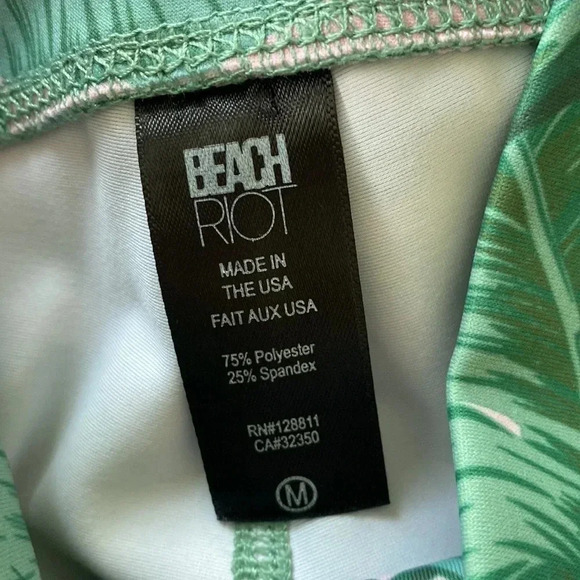 BEACH
RIOT
MADE IN
THE USA
FAIT AUX USA
75% Polyester
25% Spandex
RN#128811
CA#32350
M